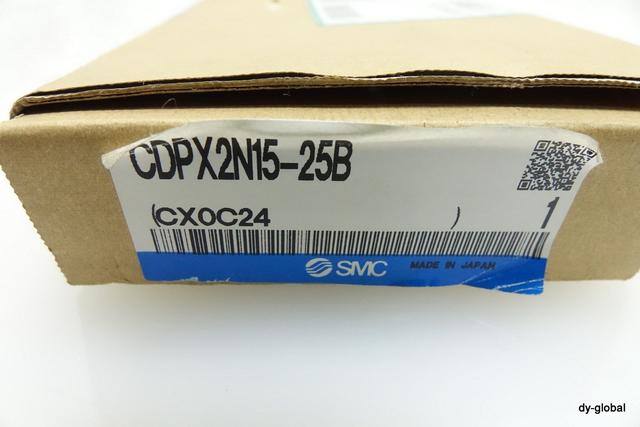 CDPX2N15-25B
(CX0C24 )
1
SMC MADE IN JAPAN
dy-global